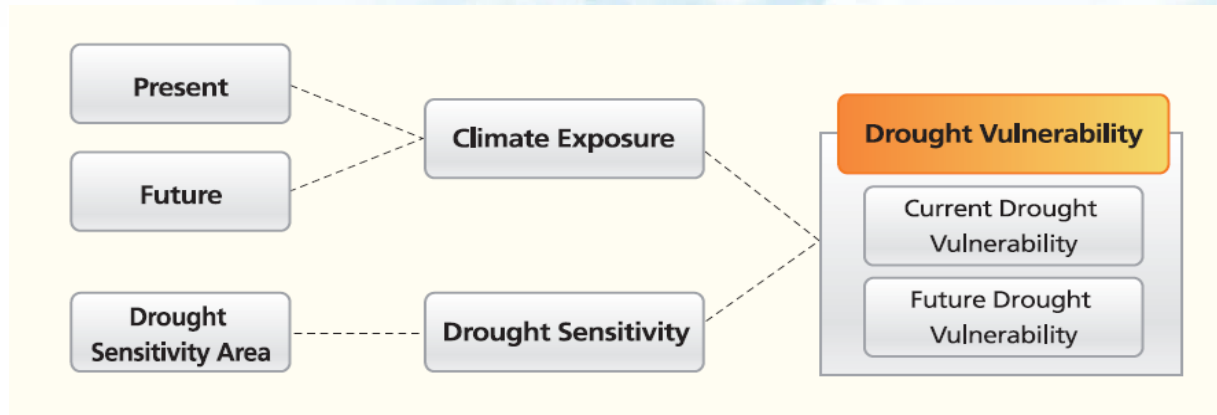 Present
Future
Drought
Sensitivity Area
Climate Exposure
Drought Sensitivity
Drought Vulnerability
Current Drought
Vulnerability
Future Drought
Vulnerability